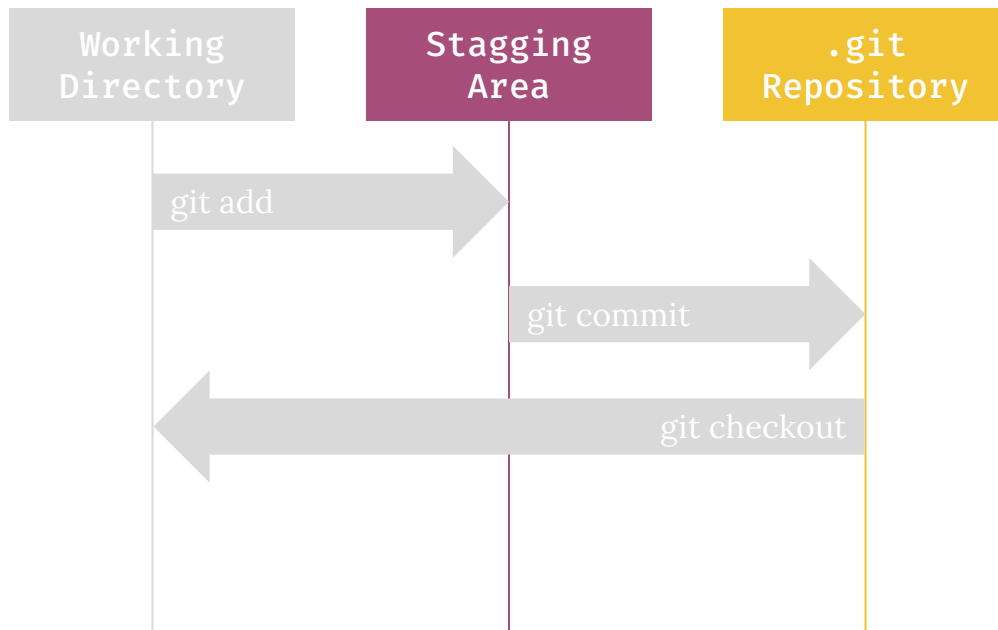 Working
Directory
Stagging
Area
.git
Repository
git add
git commit
git checkout